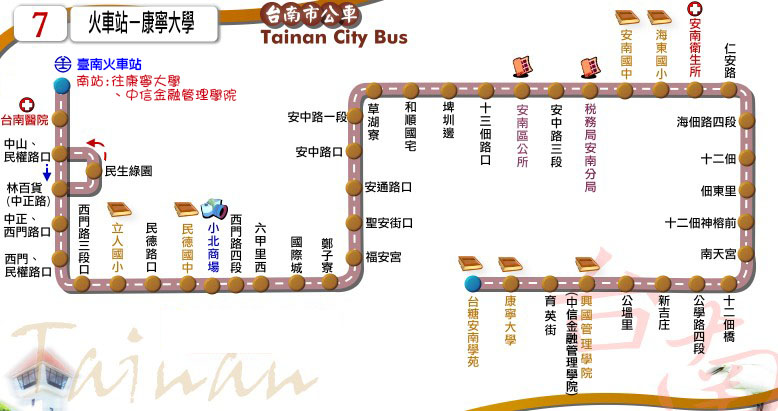 7
火車站－康寧大學
台南市公車
Tainan City Bus
臺南火車站
南站:往康寧大學
、中信金融管理學院
台南醫院
中山、
民權路口
民生綠園
林百貨
(中正路)
中正、
西門路口
西門、
民權路口
西門路三段口
立人國小
民德路口
民德國中
小北商場
西門路四段
六甲里西
國際城
鄭子寮
福安宮
聖安街口
安通路口
安中路口
安中路一段
草湖寮
和順國宅
埤圳邊
十三佃路口
安南區公所
安中路三段
稅務局安南分局
安南國中
海東國小
安南衛生所
仁安路
海佃路四段
十二佃
佃東里
十二佃神榕前
南天宮
十二佃橋
公學路四段
新吉庄
公塭里
興國管理學院
(中信金融管理學院)
育英街
康寧大學
台糖安南學苑
Tainan
台南